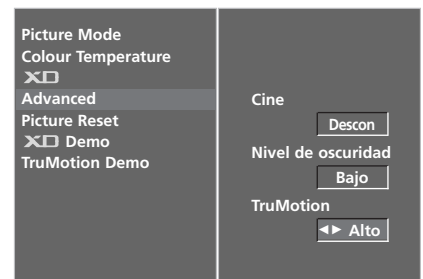 Picture Mode
Colour Temperature
XD
Advanced
Picture Reset
XD Demo
TruMotion Demo
Cine
Descon
Nivel de oscuridad
Bajo
TruMotion
◄► Alto